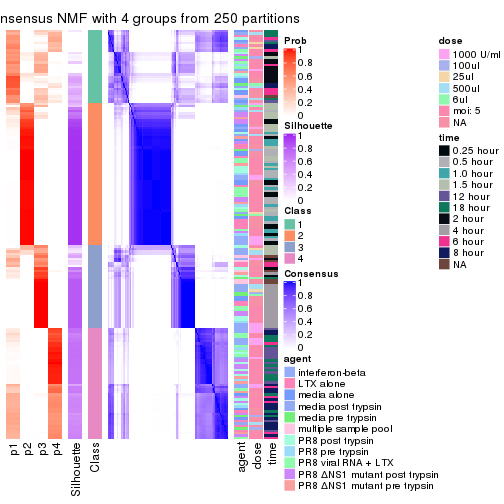 nsensus NMF with 4 groups from 250 partitions
p1
p2
p3
p4
Silhouette
Class
agent
dose
time
Prob
1
0.8
0.6
0.4
0.2
0
Silhouette
1
0.8
0.6
0.4
0.2
0
Class
1
2
3
4
Consensus
1
0.8
0.6
0.4
0.2
0
agent
interferon-beta
LTX alone
media alone
media post trypsin
media pre trypsin
multiple sample pool
PR8 post trypsin
PR8 pre trypsin
PR8 viral RNA + LTX
PR8 ΔNS1 mutant post trypsin
PR8 ΔNS1 mutant pre trypsin
dose
1000 U/ml
100ul
25ul
500ul
6ul
moi: 5
NA
time
0.25 hour
0.5 hour
1.0 hour
1.5 hour
12 hour
18 hour
2 hour
4 hour
6 hour
8 hour
NA